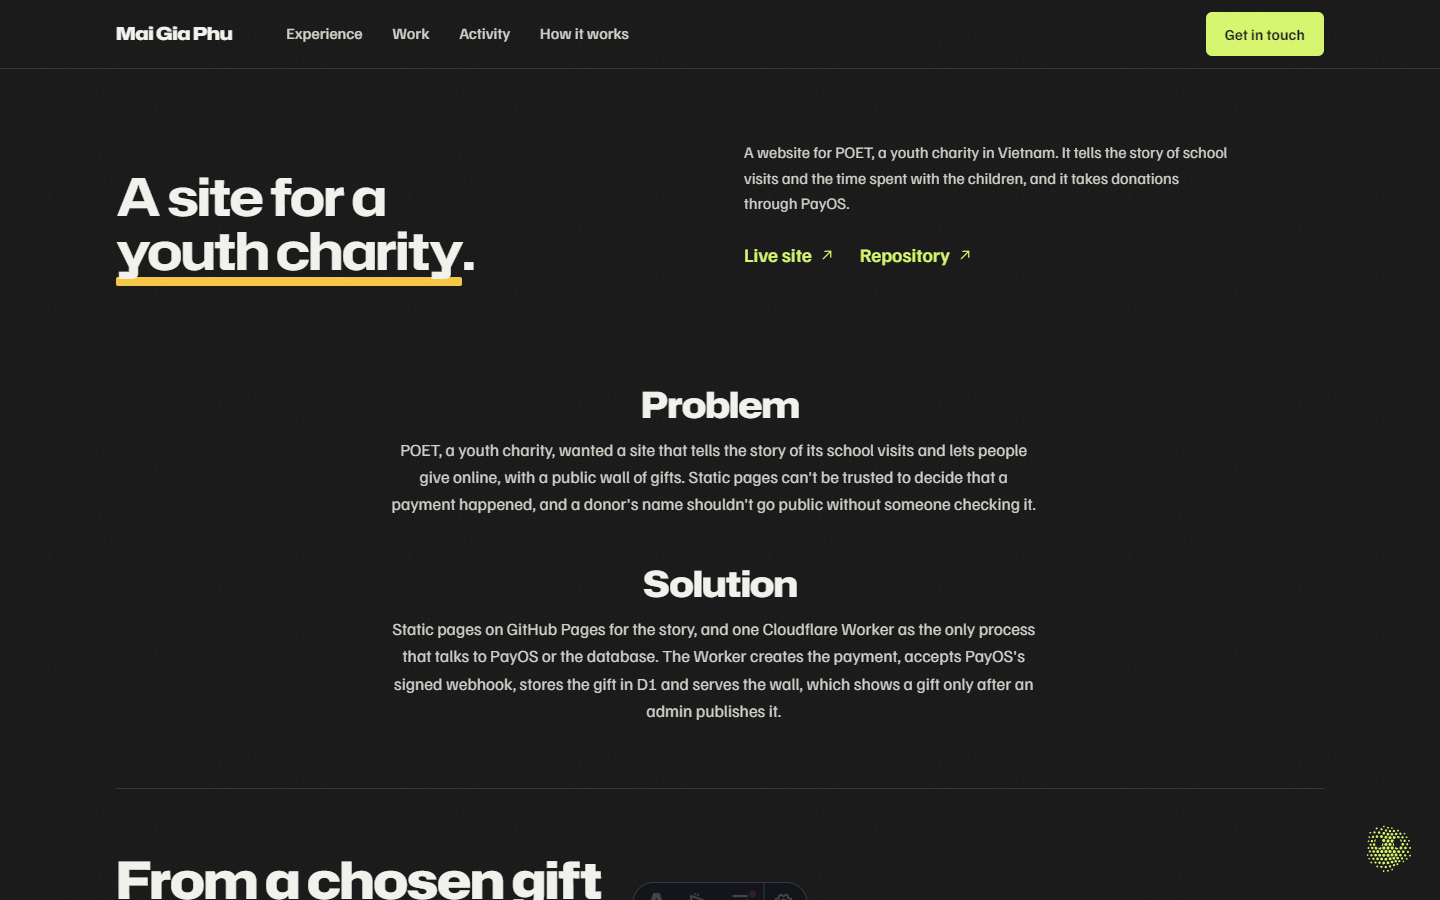 Mai Gia Phu
Experience
Work
Activity
How it works
Get in touch
A site for a
youth charity.
A website for POET, a youth charity in Vietnam. It tells the story of school
visits and the time spent with the children, and it takes donations
through PayOS.
Live site ↗
Repository ↗
Problem
POET, a youth charity, wanted a site that tells the story of its school visits and lets people
give online, with a public wall of gifts. Static pages can't be trusted to decide that a
payment happened, and a donor's name shouldn't go public without someone checking it.
Solution
Static pages on GitHub Pages for the story, and one Cloudflare Worker as the only process
that talks to PayOS or the database. The Worker creates the payment, accepts PayOS's
signed webhook, stores the gift in D1 and serves the wall, which shows a gift only after an
admin publishes it.
From a chosen gift